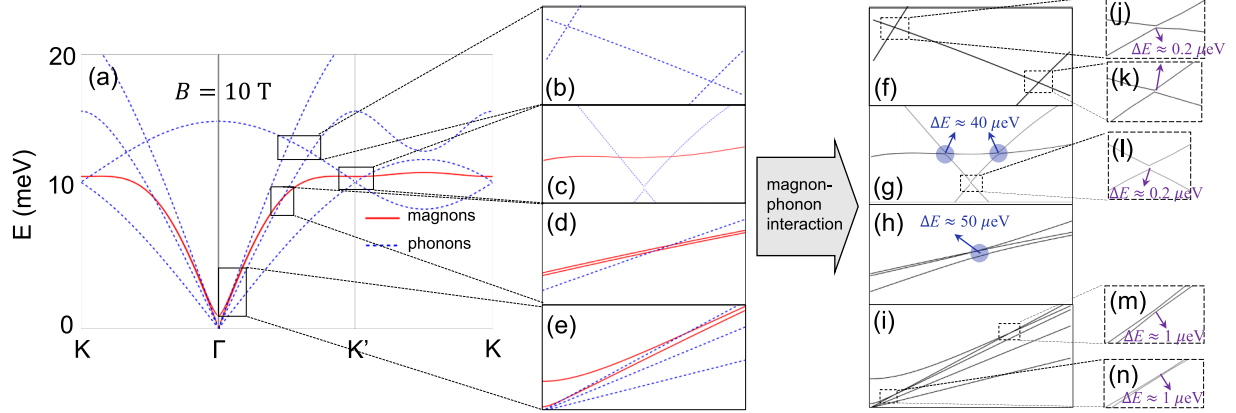 (a)
B = 10 T
E (meV)
20
10
0
K
Γ
K'
K
magnons
phonons
(b)
(c)
(d)
(e)
magnon-
phonon
interaction
(f)
(g)
ΔE ≈ 40 μeV
(h)
ΔE ≈ 50 μeV
(i)
(j)
ΔE ≈ 0.2 μeV
(k)
(l)
ΔE ≈ 0.2 μeV
(m)
ΔE ≈ 1 μeV
(n)
ΔE ≈ 1 μeV